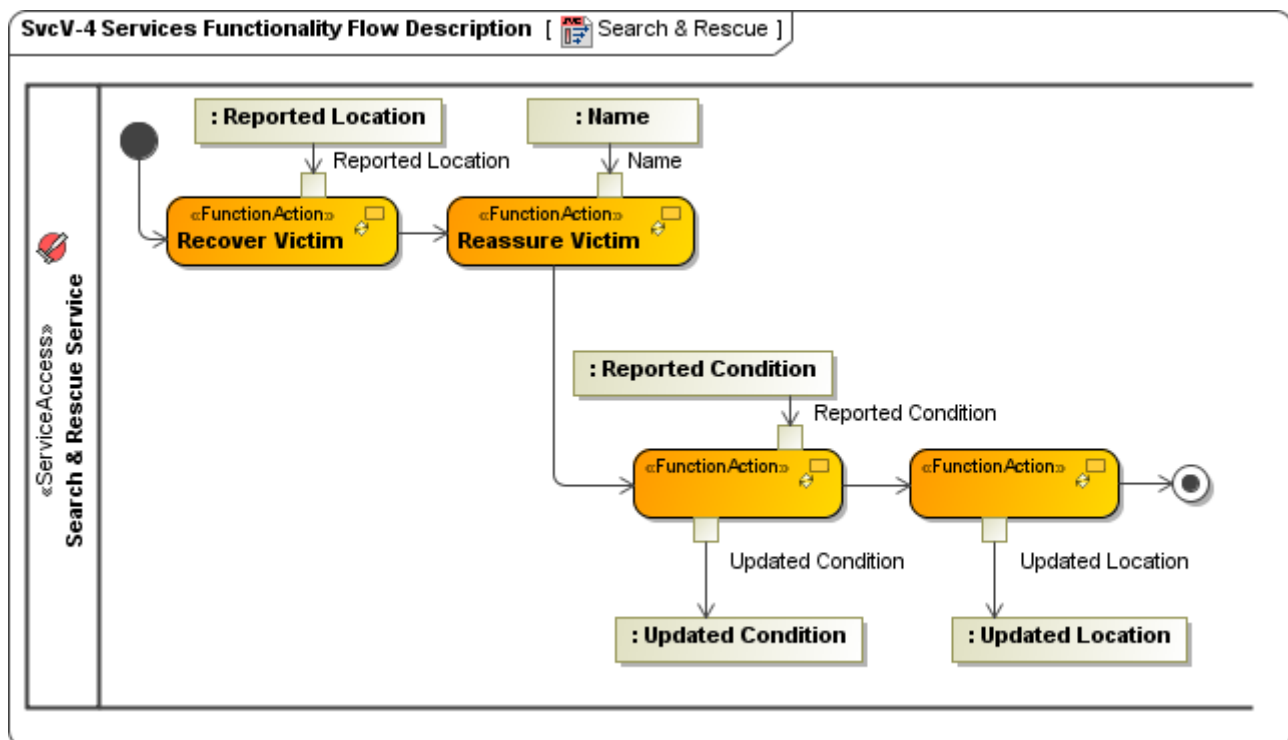 SvcV-4 Services Functionality Flow Description [ Search & Rescue ]
«ServiceAccess»
Search & Rescue Service
: Reported Location
: Name
Reported Location
Name
«FunctionAction»
Recover Victim
«FunctionAction»
Reassure Victim
: Reported Condition
Reported Condition
«FunctionAction»
«FunctionAction»
Updated Condition
Updated Location
: Updated Condition
: Updated Location